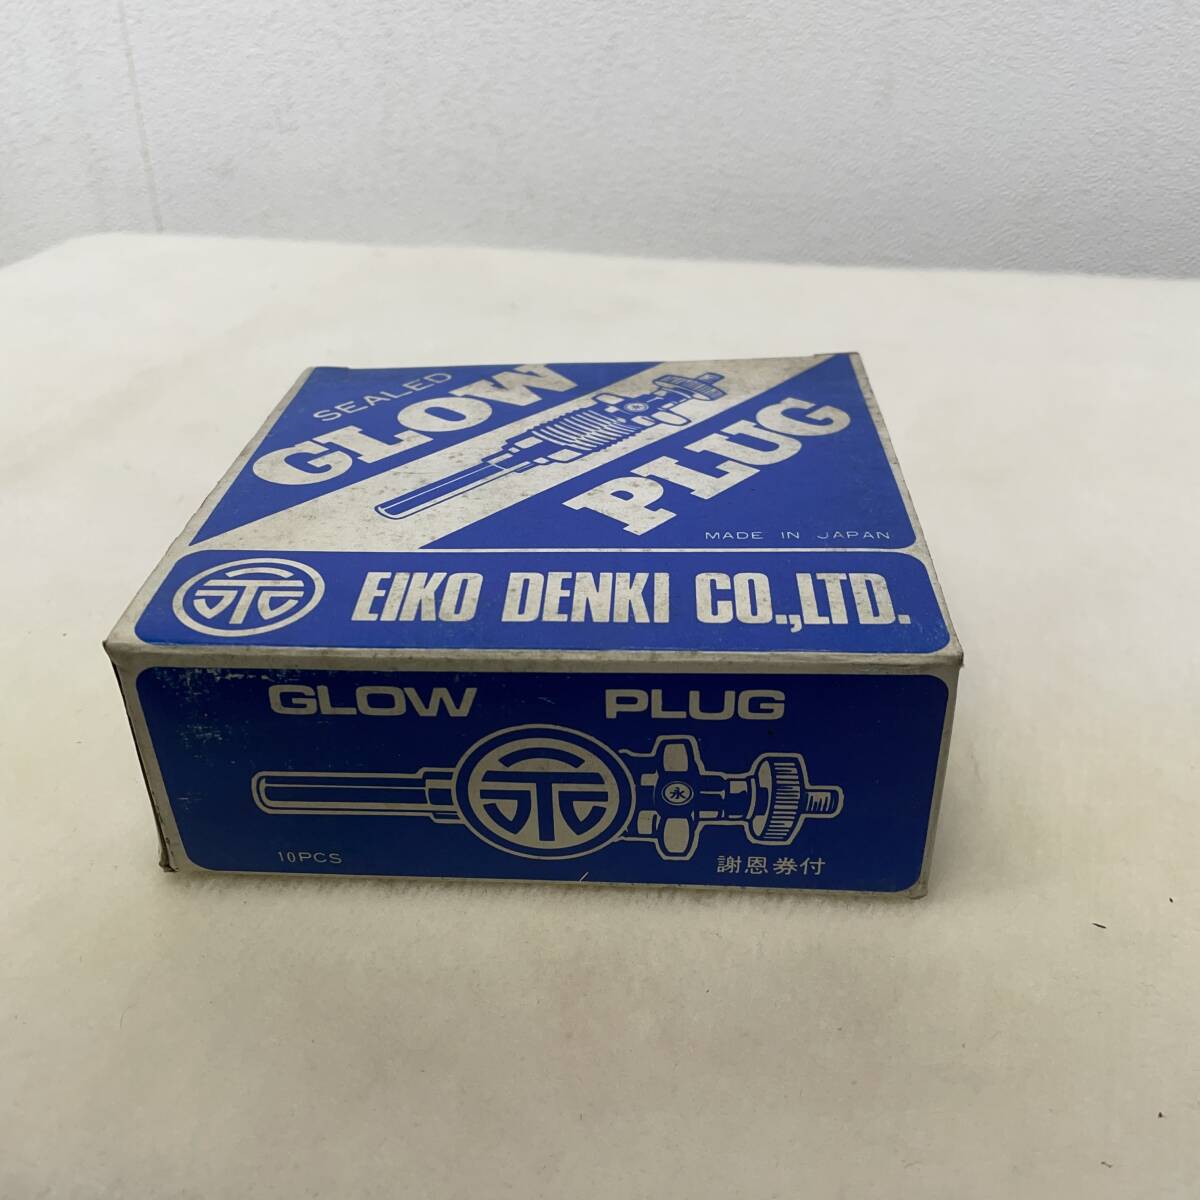 SEALED
GLOW
PLUG
MADE IN JAPAN
EIKO DENKI CO.,LTD.
GLOW PLUG
永
10PCS
謝恩券付